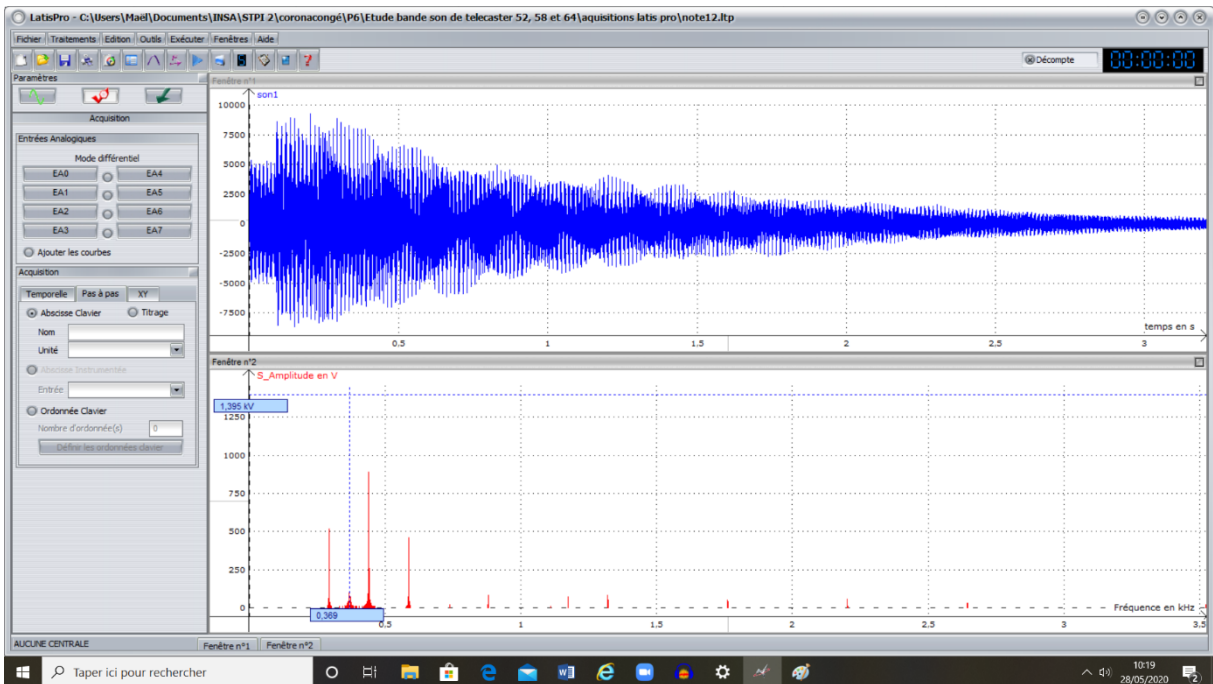 LatisPro - C:\Users\Maël\Documents\INSA\STPI 2\coronacongé\P6\Etude bande son de telecaster 52, 58 et 64\aquisitions latis pro\note12.ltp
Fichier Traitements Edition Outils Exécuter Fenêtres Aide
Décompte 00:00:00
Paramètres
Acquisition
Entrées Analogiques
Mode différentiel
EA0 EA4
EA1 EA5
EA2 EA6
EA3 EA7
Ajouter les courbes
Acquisition
Temporelle Pas à pas XY
Abscisse Clavier Titrage
Nom
Unité
Abscisse Instrumentée
Entrée
Ordonnée Clavier
Nombre d'ordonnée(s) 0
Définir les ordonnées clavier
Fenêtre n°1
son1
10000
7500
5000
2500
0
-2500
-5000
-7500
temps en s
0.5 1 1.5 2 2.5 3
Fenêtre n°2
S_Amplitude en V
1,395 kV
1250
1000
750
500
250
0
Fréquence en kHz
0,369
0.5 1 1.5 2 2.5 3 3.5
AUCUNE CENTRALE
Fenêtre n°1 Fenêtre n°2
Taper ici pour rechercher
10:19
28/05/2020
2